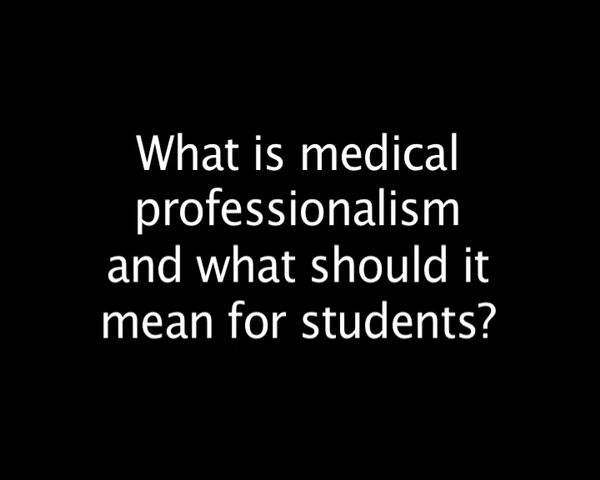 What is medical
professionalism
and what should it
mean for students?